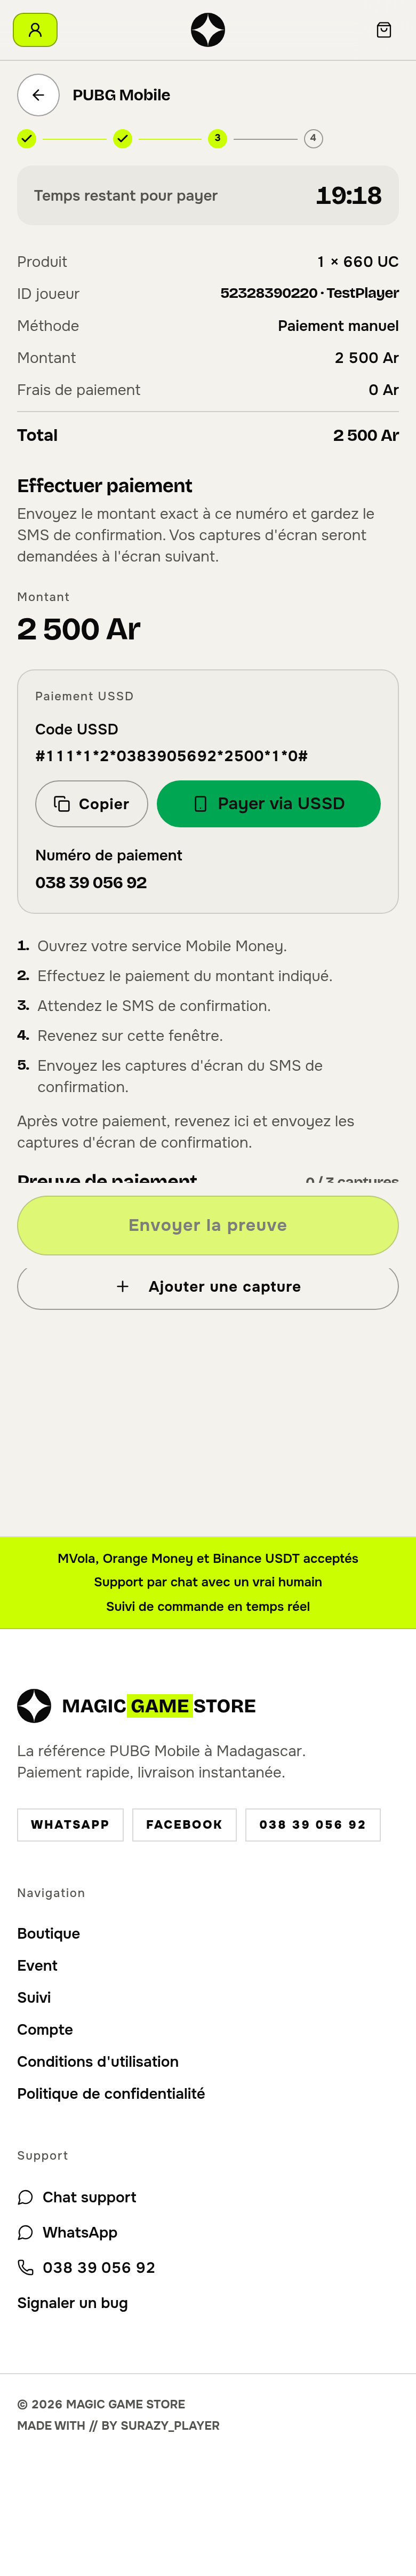 PUBG Mobile
3
4
Temps restant pour payer 19:18
Produit 1 × 660 UC
ID joueur 52328390220 · TestPlayer
Méthode Paiement manuel
Montant 2 500 Ar
Frais de paiement 0 Ar
Total 2 500 Ar
Effectuer paiement
Envoyez le montant exact à ce numéro et gardez le
SMS de confirmation. Vos captures d'écran seront
demandées à l'écran suivant.
Montant
2 500 Ar
Paiement USSD
Code USSD
#111*1*2*0383905692*2500*1*0#
Copier Payer via USSD
Numéro de paiement
038 39 056 92
1. Ouvrez votre service Mobile Money.
2. Effectuez le paiement du montant indiqué.
3. Attendez le SMS de confirmation.
4. Revenez sur cette fenêtre.
5. Envoyez les captures d'écran du SMS de
confirmation.
Après votre paiement, revenez ici et envoyez les
captures d'écran de confirmation.
Preuve de paiement 0 / 3 captures
Envoyer la preuve
Ajouter une capture
MVola, Orange Money et Binance USDT acceptés
Support par chat avec un vrai humain
Suivi de commande en temps réel
MAGIC GAME STORE
La référence PUBG Mobile à Madagascar.
Paiement rapide, livraison instantanée.
WHATSAPP FACEBOOK 038 39 056 92
Navigation
Boutique
Event
Suivi
Compte
Conditions d'utilisation
Politique de confidentialité
Support
Chat support
WhatsApp
038 39 056 92
Signaler un bug
© 2026 MAGIC GAME STORE
MADE WITH // BY SURAZY_PLAYER